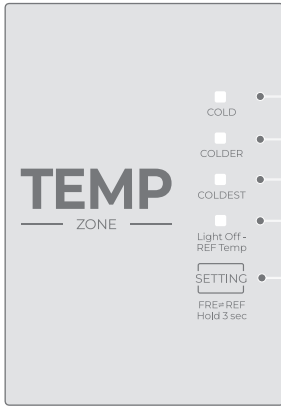 TEMP
ZONE
COLD
COLDER
COLDEST
Light Off -
REF Temp
SETTING
FRE⇌REF
Hold 3 sec